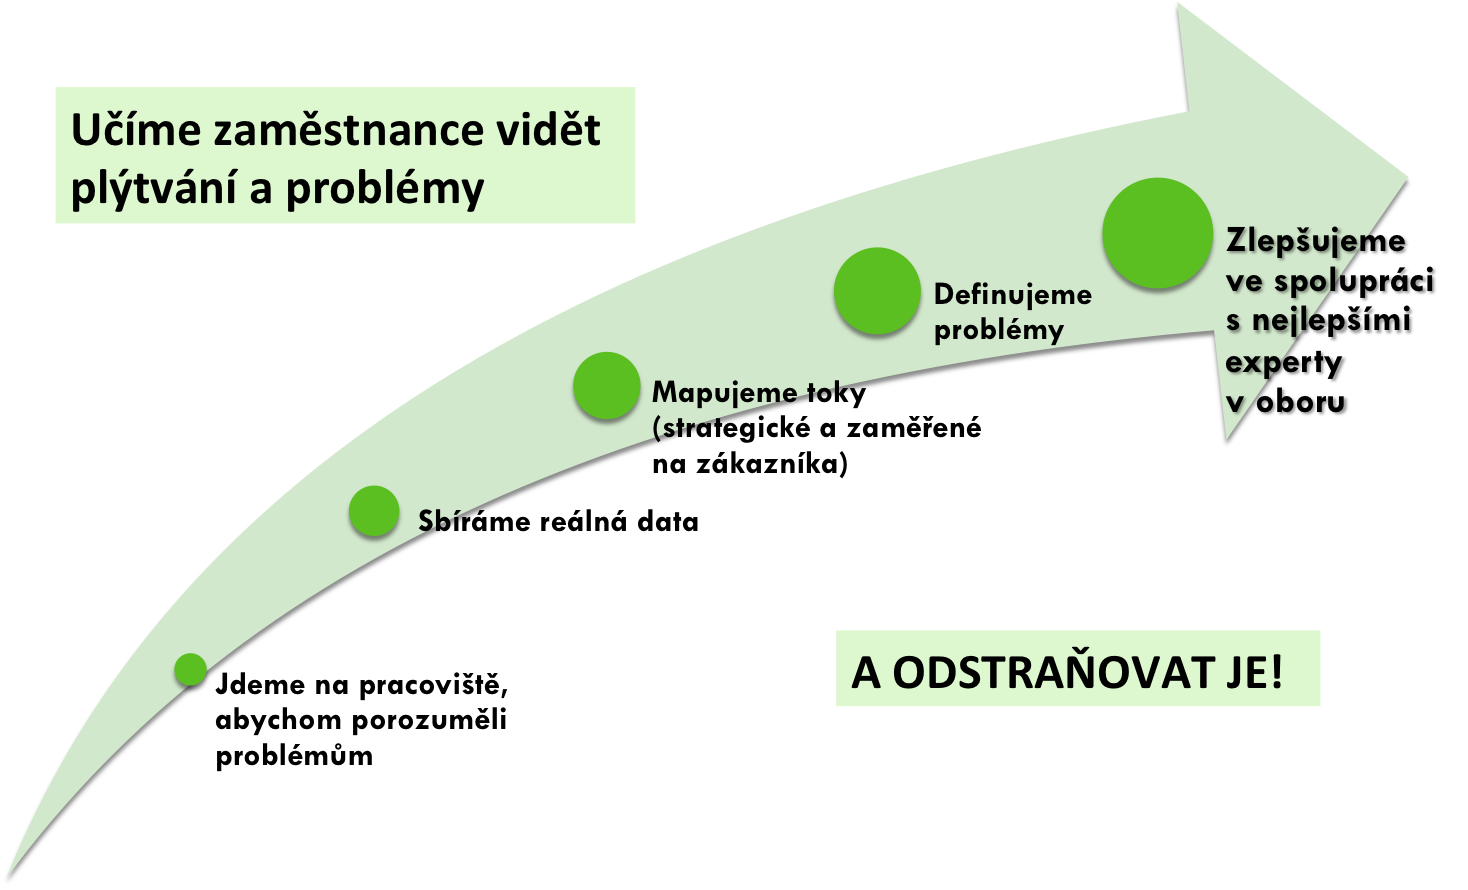 Učíme zaměstnance vidět
plýtvání a problémy
Jdeme na pracoviště,
abychom porozuměli
problémům
Sbíráme reálná data
Mapujeme toky
(strategické a zaměřené
na zákazníka)
Definujeme
problémy
Zlepšujeme
ve spolupráci
s nejlepšími
experty
v oboru
A ODSTRAŇOVAT JE!